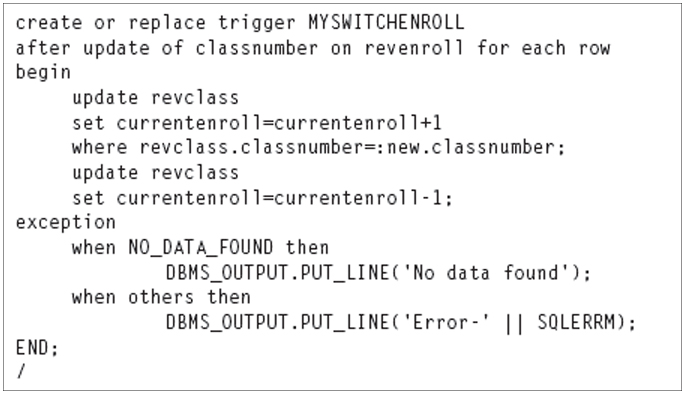 create or replace trigger MYSWITCHENROLL
after update of classnumber on revenroll for each row
begin
update revclass
set currentenroll=currentenroll+1
where revclass.classnumber=:new.classnumber;
update revclass
set currentenroll=currentenroll-1;
exception
when NO_DATA_FOUND then
DBMS_OUTPUT.PUT_LINE('No data found');
when others then
DBMS_OUTPUT.PUT_LINE('Error-' || SQLERRM);
END;
/